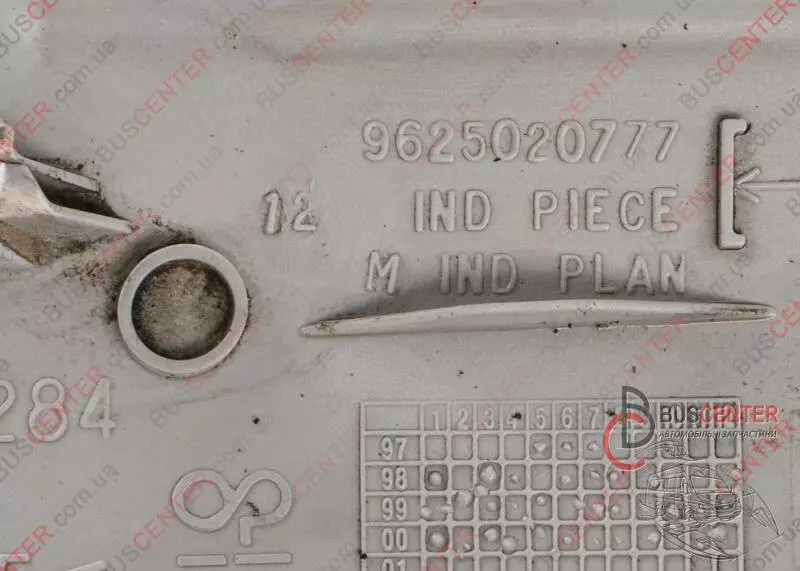 9625020777
12 IND PIECE
M IND PLAN
284
1 2 3 4 5 6 7
97
98
99
00
01
BUSCENTER
АВТОМОБІЛЬНІ ЗАПЧАСТИНИ
BUSCENTER
.com.ua